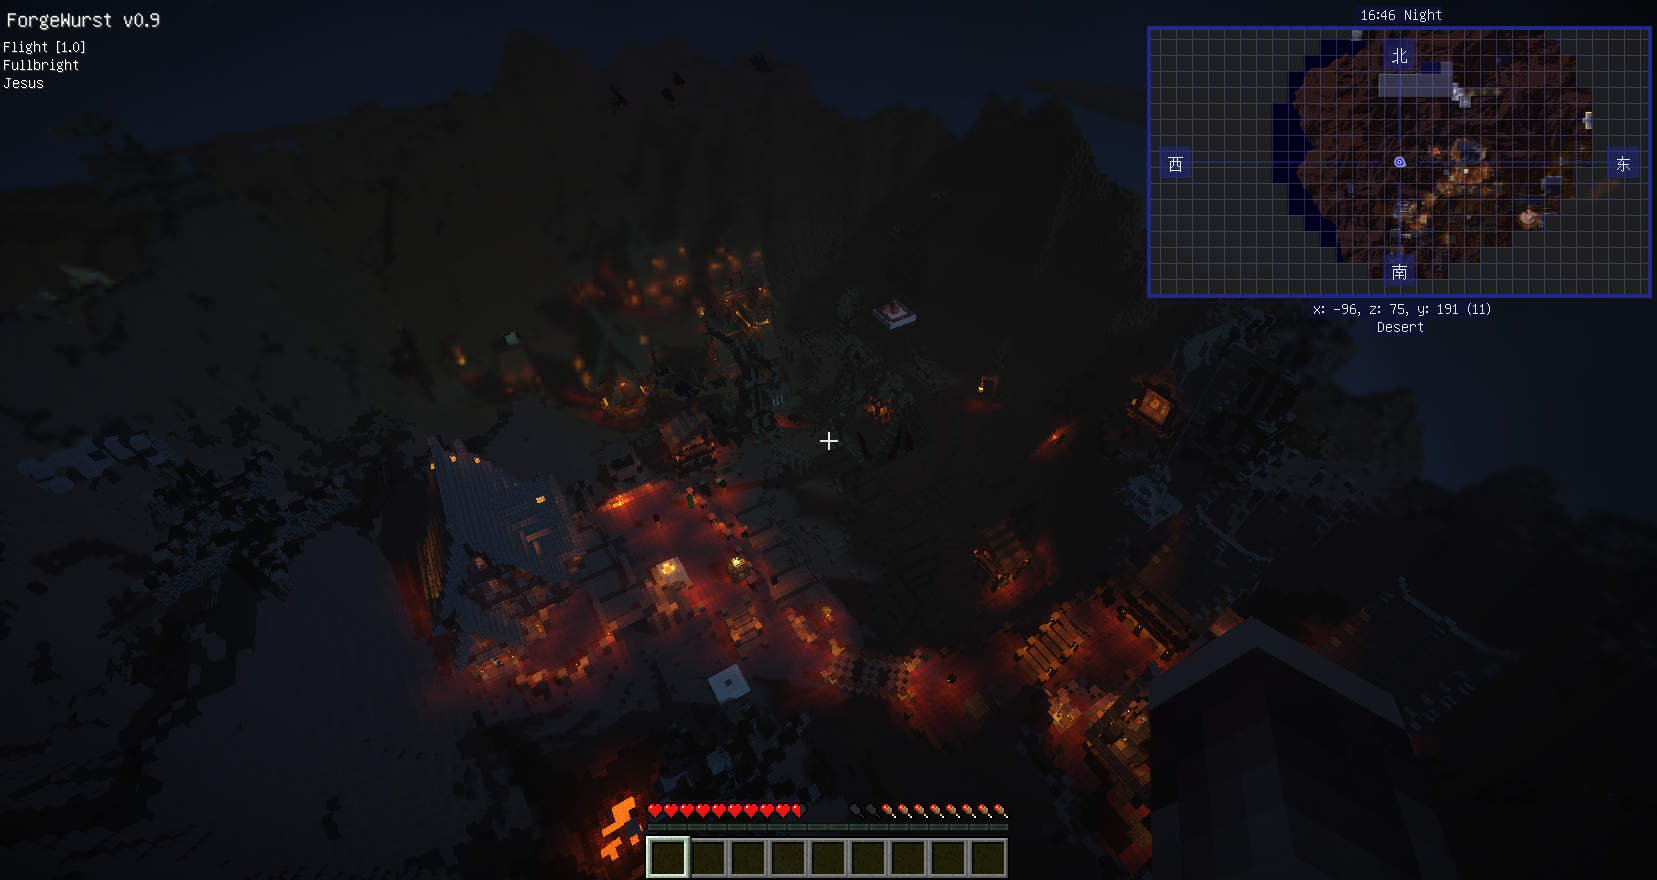 ForgeWurst v0.9
Flight [1.0]
Fullbright
Jesus
16:46 Night
北
西
东
南
x: -96, z: 75, y: 191 (11)
Desert